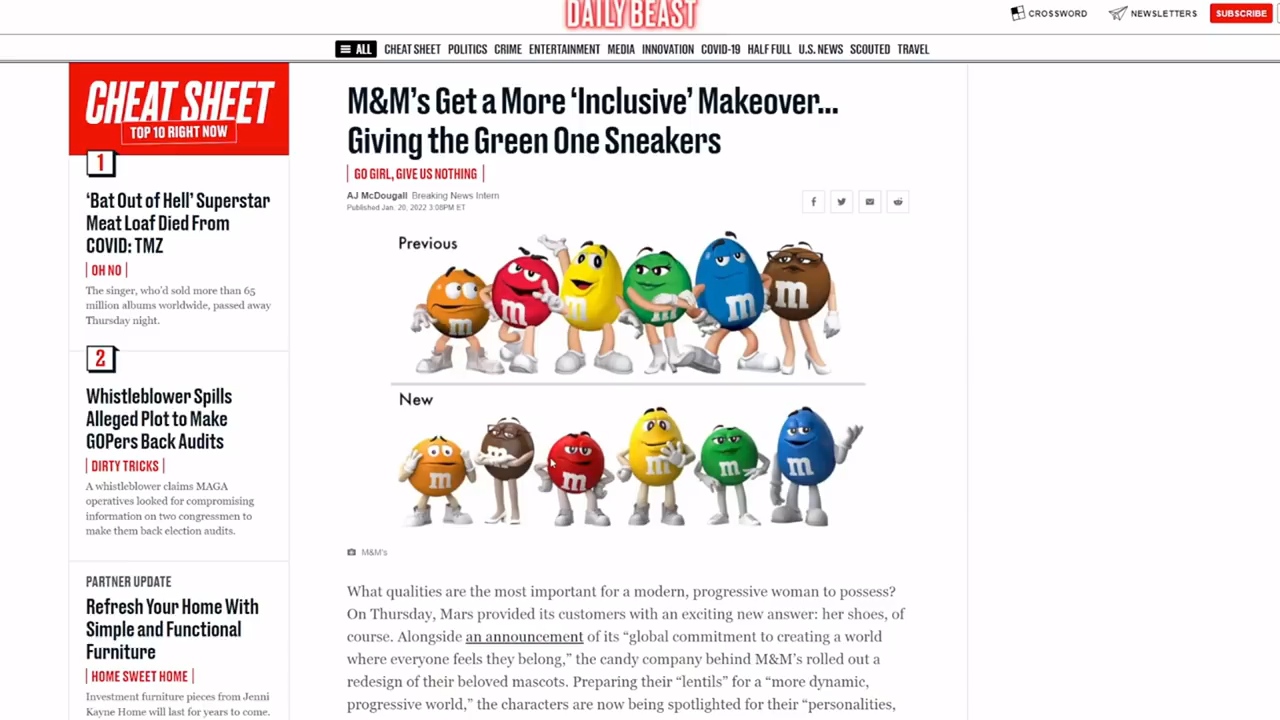 DAILY BEAST
CROSSWORD
NEWSLETTERS
SUBSCRIBE
ALL
CHEAT SHEET
POLITICS
CRIME
ENTERTAINMENT
MEDIA
INNOVATION
COVID-19
HALF FULL
U.S. NEWS
SCOUTED
TRAVEL
CHEAT SHEET
TOP 10 RIGHT NOW
1
‘Bat Out of Hell’ Superstar
Meat Loaf Died From
COVID: TMZ
OH NO
The singer, who’d sold more than 65
million albums worldwide, passed away
Thursday night.
2
Whistleblower Spills
Alleged Plot to Make
GOPers Back Audits
DIRTY TRICKS
A whistleblower claims MAGA
operatives looked for compromising
information on two congressmen to
make them back election audits.
PARTNER UPDATE
Refresh Your Home With
Simple and Functional
Furniture
HOME SWEET HOME
Investment furniture pieces from Jenni
Kayne Home will last for years to come.
M&M’s Get a More ‘Inclusive’ Makeover...
Giving the Green One Sneakers
GO GIRL, GIVE US NOTHING
AJ McDougall Breaking News Intern
Published Jan. 20, 2022 3:08PM ET
Previous
m m m m m
New
m m m m m m
M&M’s
What qualities are the most important for a modern, progressive woman to possess?
On Thursday, Mars provided its customers with an exciting new answer: her shoes, of
course. Alongside an announcement of its “global commitment to creating a world
where everyone feels they belong,” the candy company behind M&M’s rolled out a
redesign of their beloved mascots. Preparing their “lentils” for a “more dynamic,
progressive world,” the characters are now being spotlighted for their “personalities,